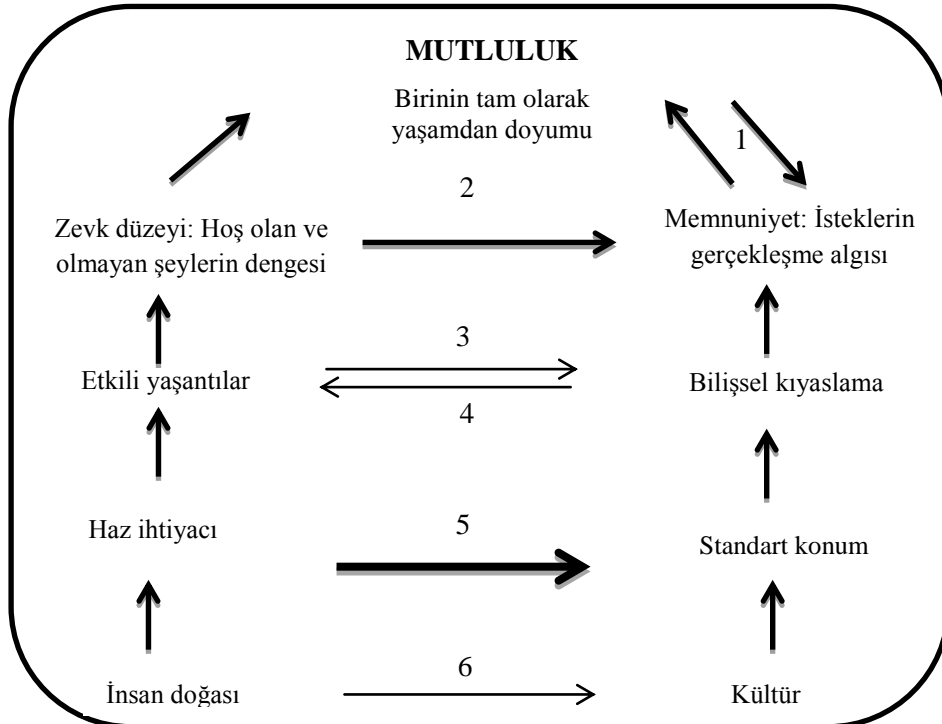 MUTLULUK
Birinin tam olarak
yaşamdan doyumu
1
2
Zevk düzeyi: Hoş olan ve
olmayan şeylerin dengesi
Memnuniyet: İsteklerin
gerçekleşme algısı
3
Etkili yaşantılar
Bilişsel kıyaslama
4
Haz ihtiyacı
5
Standart konum
6
İnsan doğası
Kültür